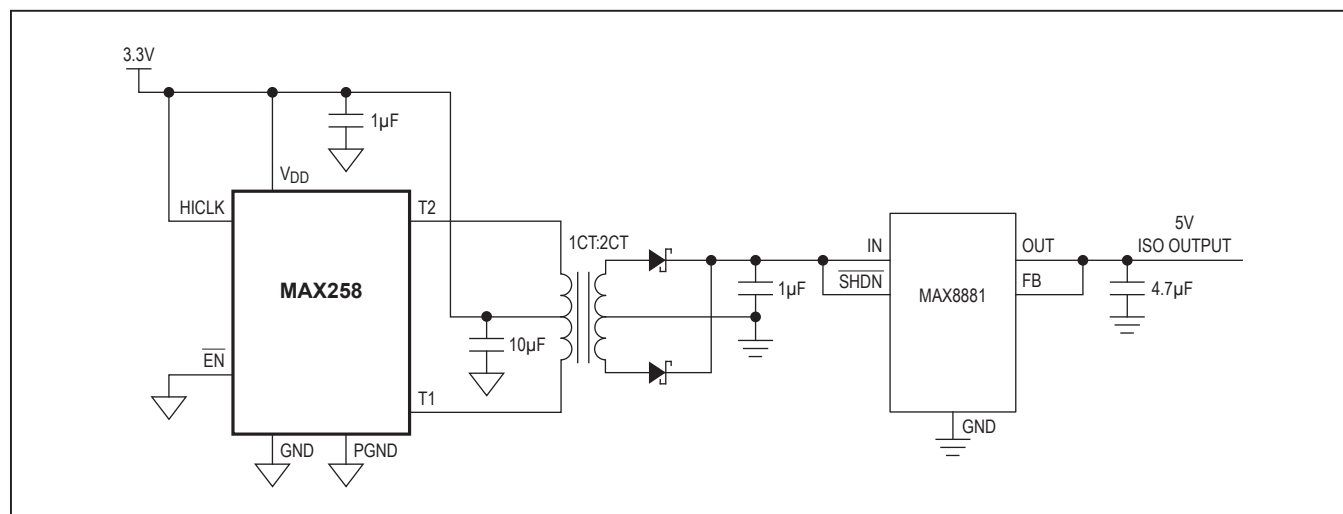 3.3V
1µF
VDD
HICLK
T2
1CT:2CT
5V
ISO OUTPUT
IN
OUT
SHDN
FB
MAX258
1µF
MAX8881
4.7µF
10µF
EN
T1
GND
GND
PGND